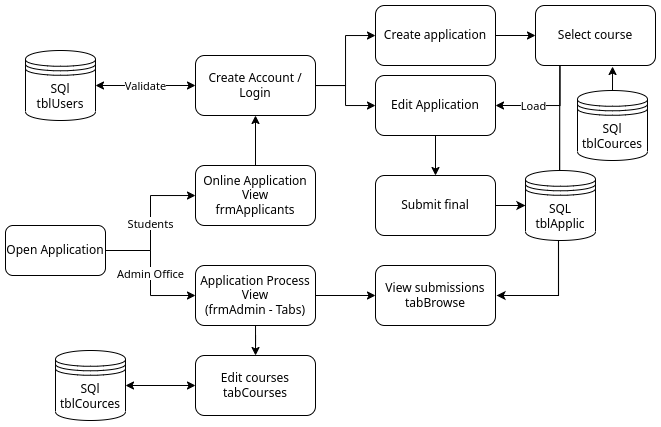 Create application
Select course
SQl
tblUsers
Validate
Create Account /
Login
Edit Application
Load
SQl
tblCources
Online Application
View
frmApplicants
Students
Submit final
SQL
tblApplic
Open Application
Admin Office
Application Process
View
(frmAdmin - Tabs)
View submissions
tabBrowse
SQl
tblCources
Edit courses
tabCourses